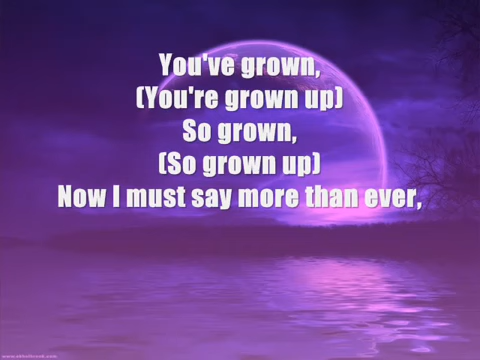 You've grown,
(You're grown up)
So grown,
(So grown up)
Now I must say more than ever,